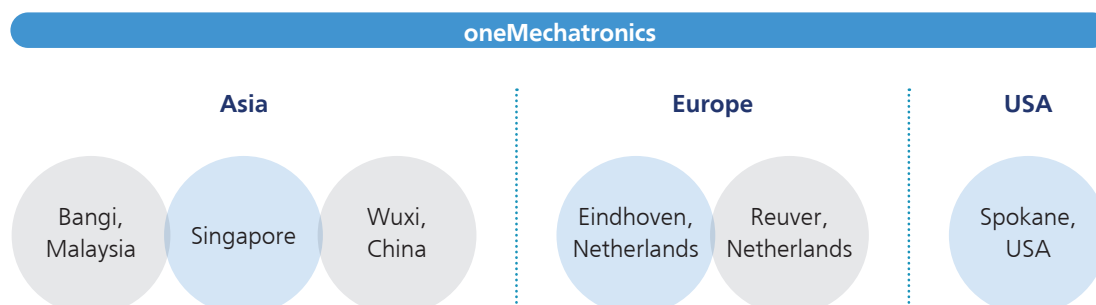 oneMechatronics
Asia
Europe
USA
Bangi,
Malaysia
Singapore
Wuxi,
China
Eindhoven,
Netherlands
Reuver,
Netherlands
Spokane,
USA